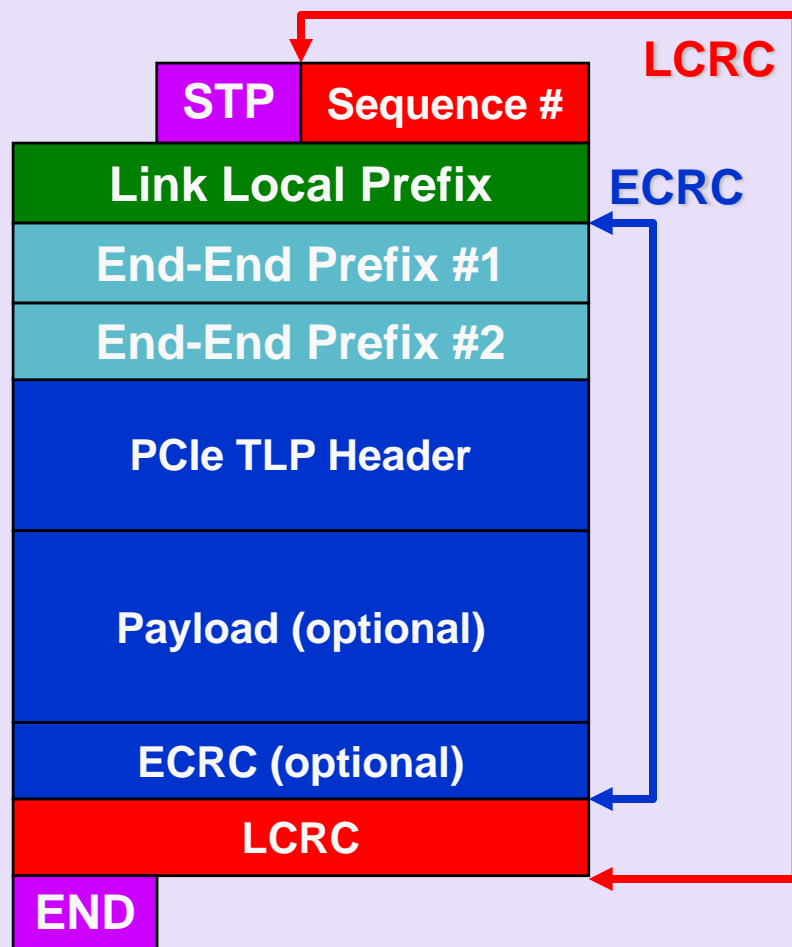 LCRC
STP
Sequence #
Link Local Prefix
ECRC
End-End Prefix #1
End-End Prefix #2
PCIe TLP Header
Payload (optional)
ECRC (optional)
LCRC
END